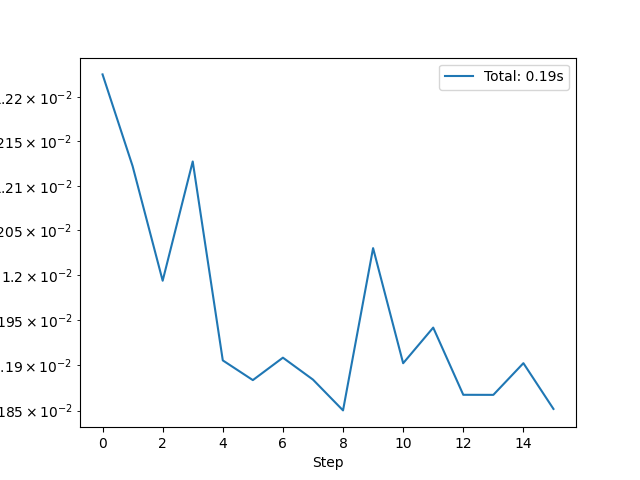 Total: 0.19s
.22 × 10⁻²
215 × 10⁻²
.21 × 10⁻²
205 × 10⁻²
1.2 × 10⁻²
195 × 10⁻²
.19 × 10⁻²
185 × 10⁻²
0 2 4 6 8 10 12 14
Step